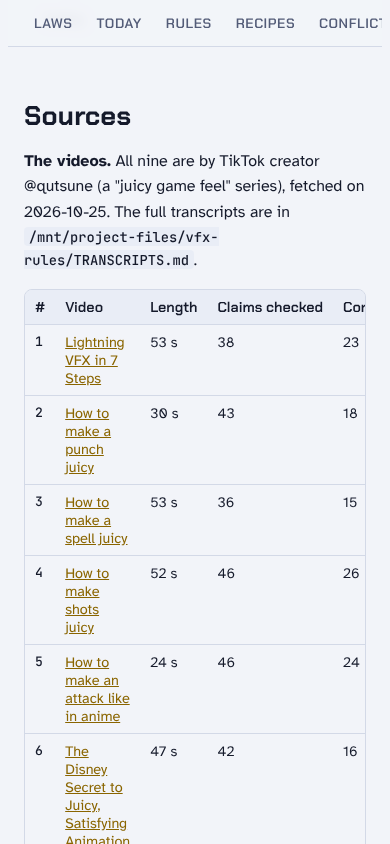 LAWS TODAY RULES RECIPES CONFLICT
Sources
The videos. All nine are by TikTok creator
@qutsune (a "juicy game feel" series), fetched on
2026-10-25. The full transcripts are in
/mnt/project-files/vfx-
rules/TRANSCRIPTS.md .
# Video Length Claims checked Cor
1 Lightning 53 s 38 23
VFX in 7
Steps
2 How to 30 s 43 18
make a
punch
juicy
3 How to 53 s 36 15
make a
spell juicy
4 How to 52 s 46 26
make
shots
juicy
5 How to 24 s 46 24
make an
attack like
in anime
6 The 47 s 42 16
Disney
Secret to
Juicy,
Satisfying
Animation